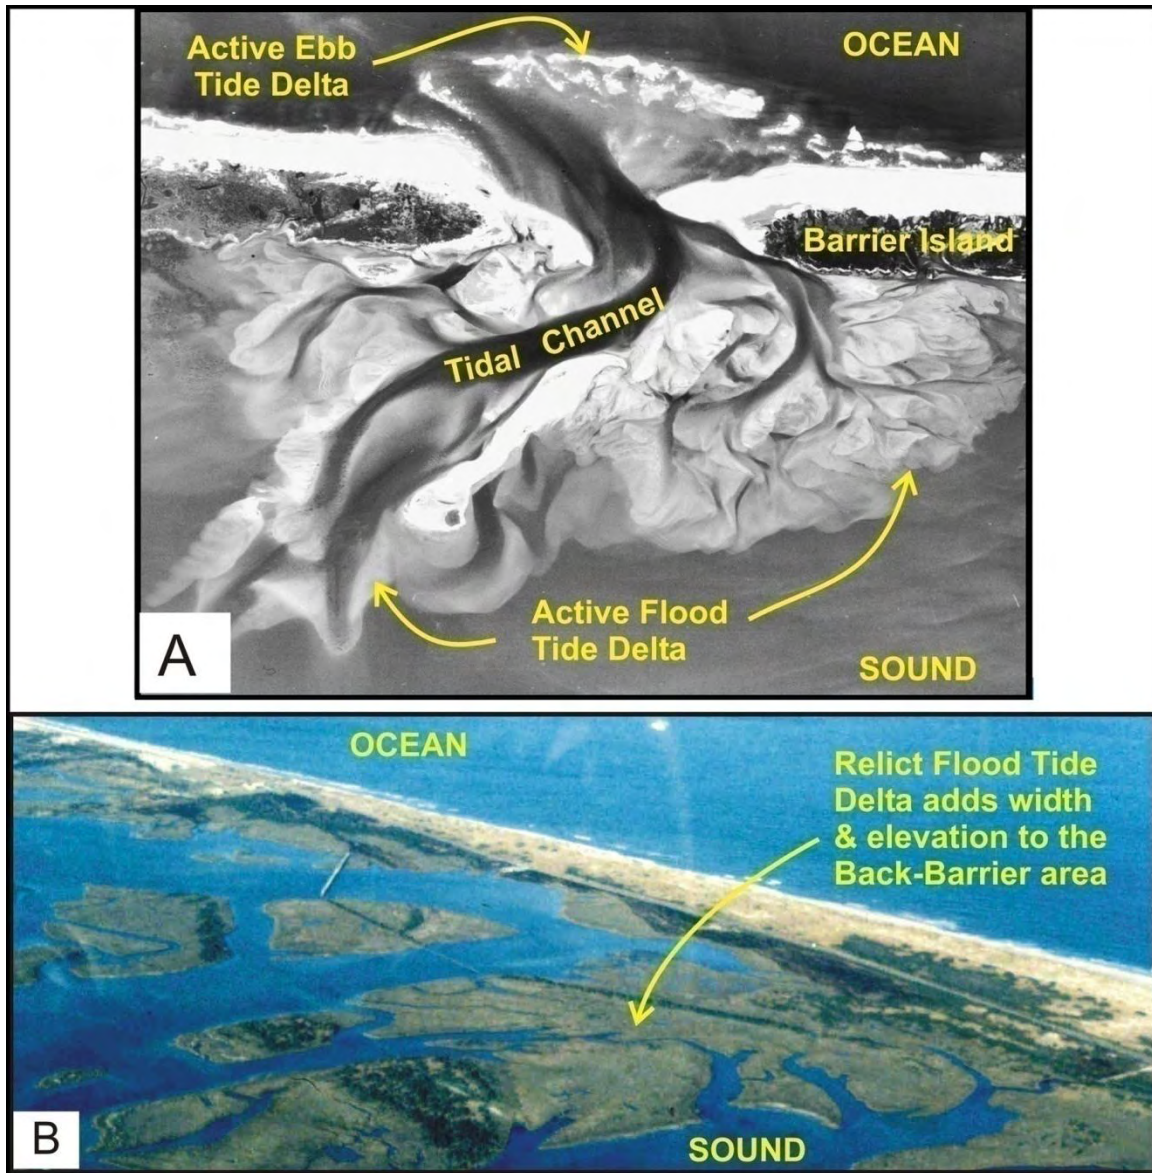 Active Ebb
Tide Delta
OCEAN
Barrier Island
Tidal Channel
Active Flood
Tide Delta
SOUND
A
OCEAN
Relict Flood Tide
Delta adds width
& elevation to the
Back-Barrier area
SOUND
B